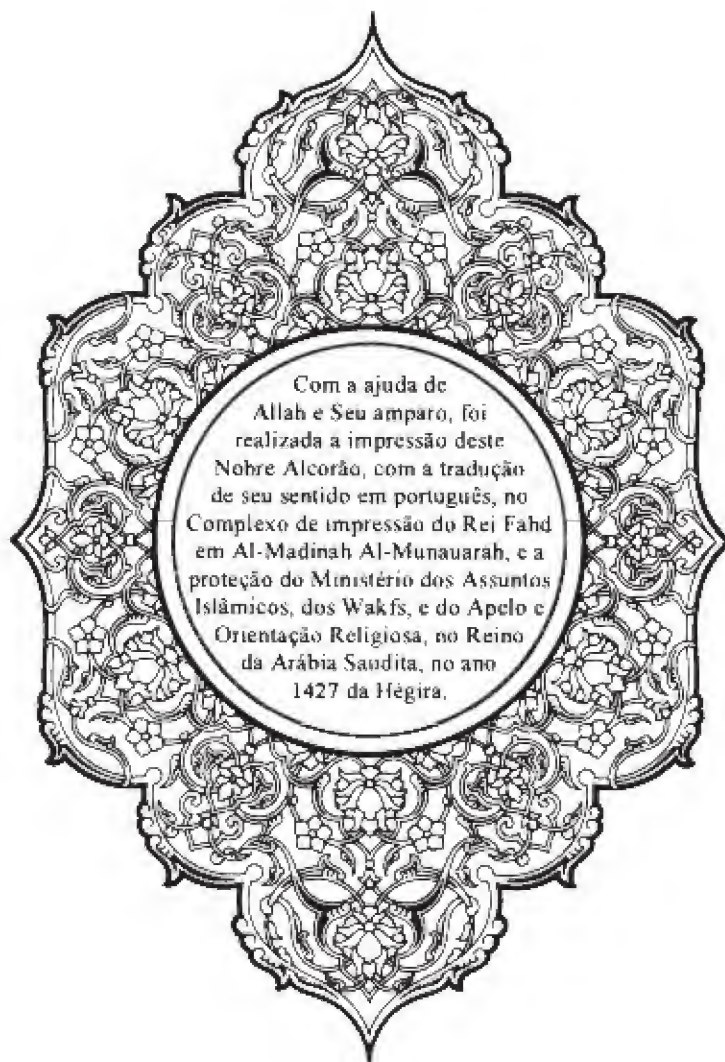 Com a ajuda de
Allah e Seu amparo, foi
realizada a impressão deste
Nobre Alcorão, com a tradução
de seu sentido em português, no
Complexo de impressão do Rei Fahd
em Al-Madinah Al-Munauarah, e a
proteção do Ministério dos Assuntos
Islâmicos, dos Wakfs, e do Apelo e
Orientação Religiosa, no Reino
da Arábia Saudita, no ano
1427 da Hégira.